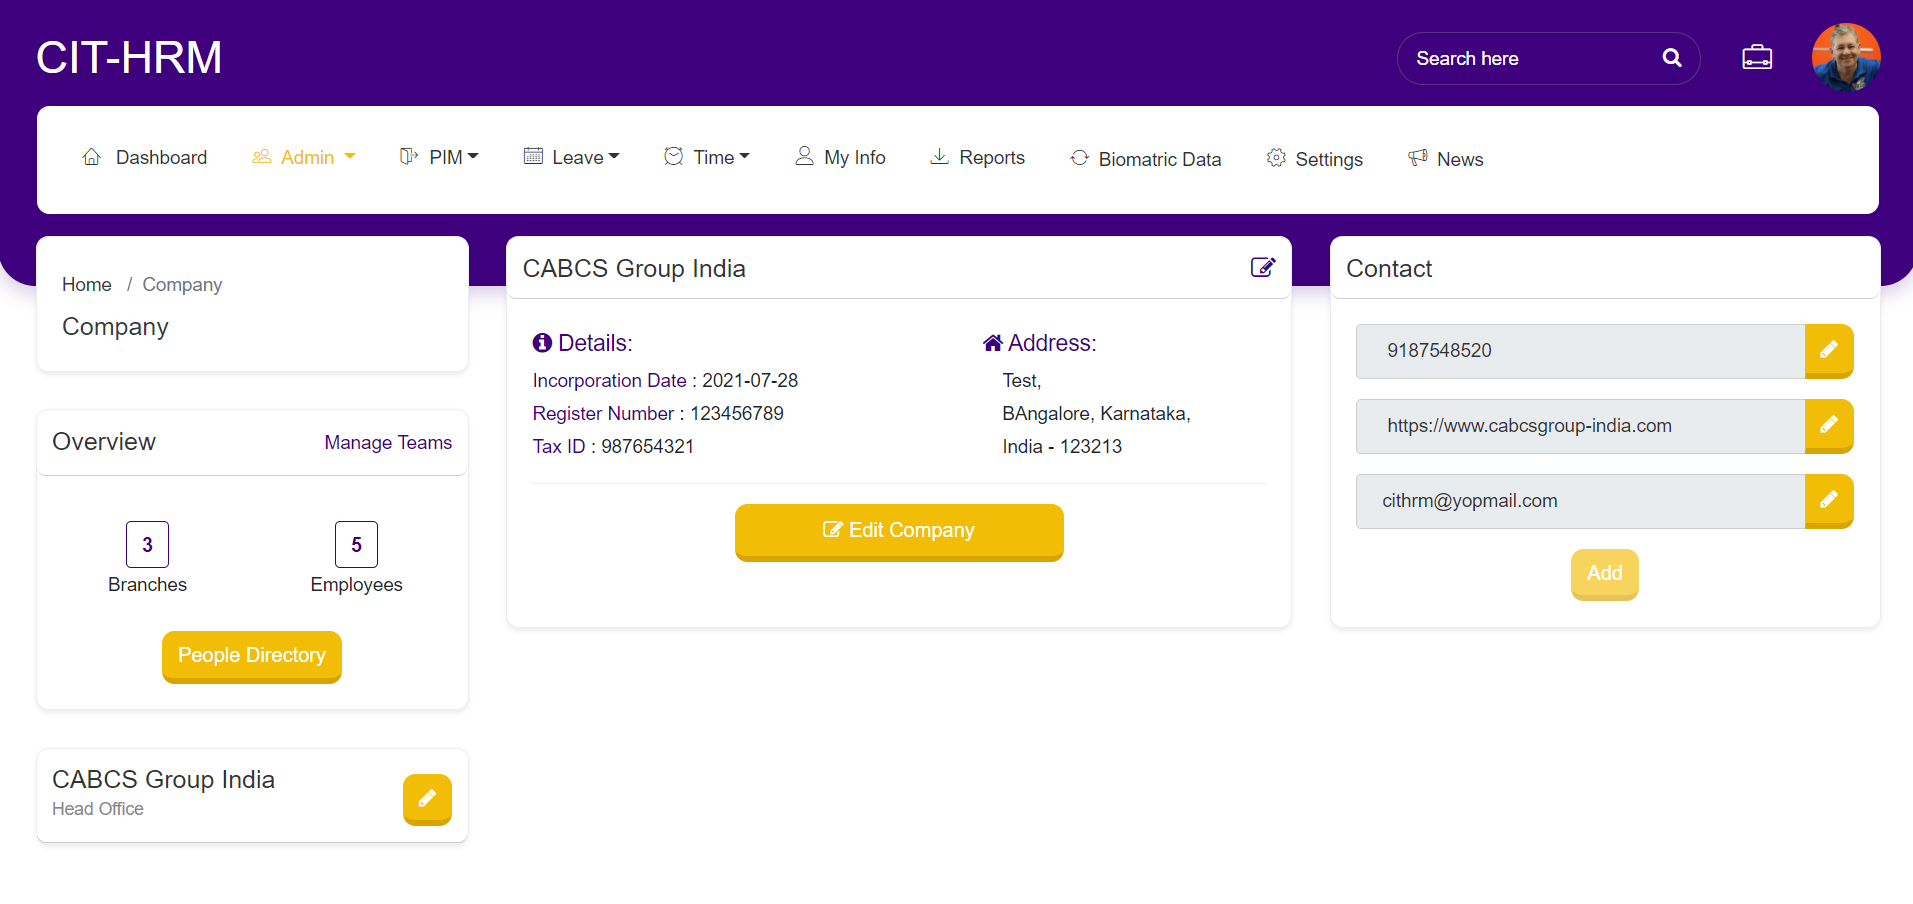 CIT-HRM
Search here
Dashboard
Admin
PIM
Leave
Time
My Info
Reports
Biomatric Data
Settings
News
Home / Company
Company
Overview
Manage Teams
3
Branches
5
Employees
People Directory
CABCS Group India
Head Office
CABCS Group India
Details:
Incorporation Date : 2021-07-28
Register Number : 123456789
Tax ID : 987654321
Address:
Test,
BAngalore, Karnataka,
India - 123213
Edit Company
Contact
9187548520
https://www.cabcsgroup-india.com
cithrm@yopmail.com
Add